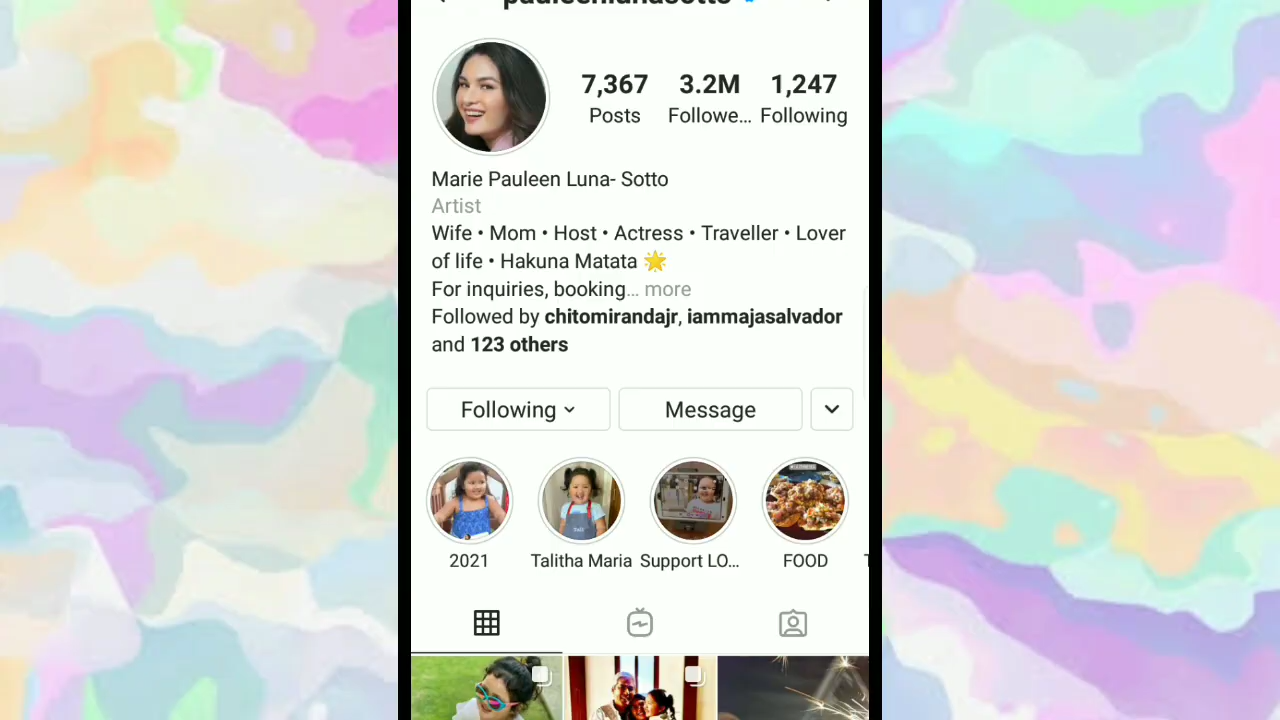 pauleenlunasotto
7,367 3.2M 1,247
Posts Followe... Following
Marie Pauleen Luna- Sotto
Artist
Wife • Mom • Host • Actress • Traveller • Lover
of life • Hakuna Matata 🌟
For inquiries, booking... more
Followed by chitomirandajr, iammajasalvador
and 123 others
Following Message
2021 Talitha Maria Support LO... FOOD